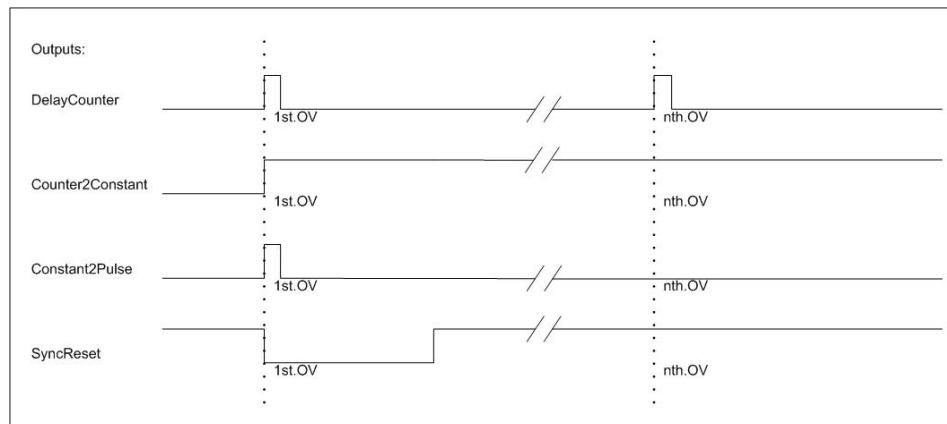 Outputs:
DelayCounter
1st.OV
nth.OV
Counter2Constant
1st.OV
nth.OV
Constant2Pulse
1st.OV
nth.OV
SyncReset
1st.OV
nth.OV